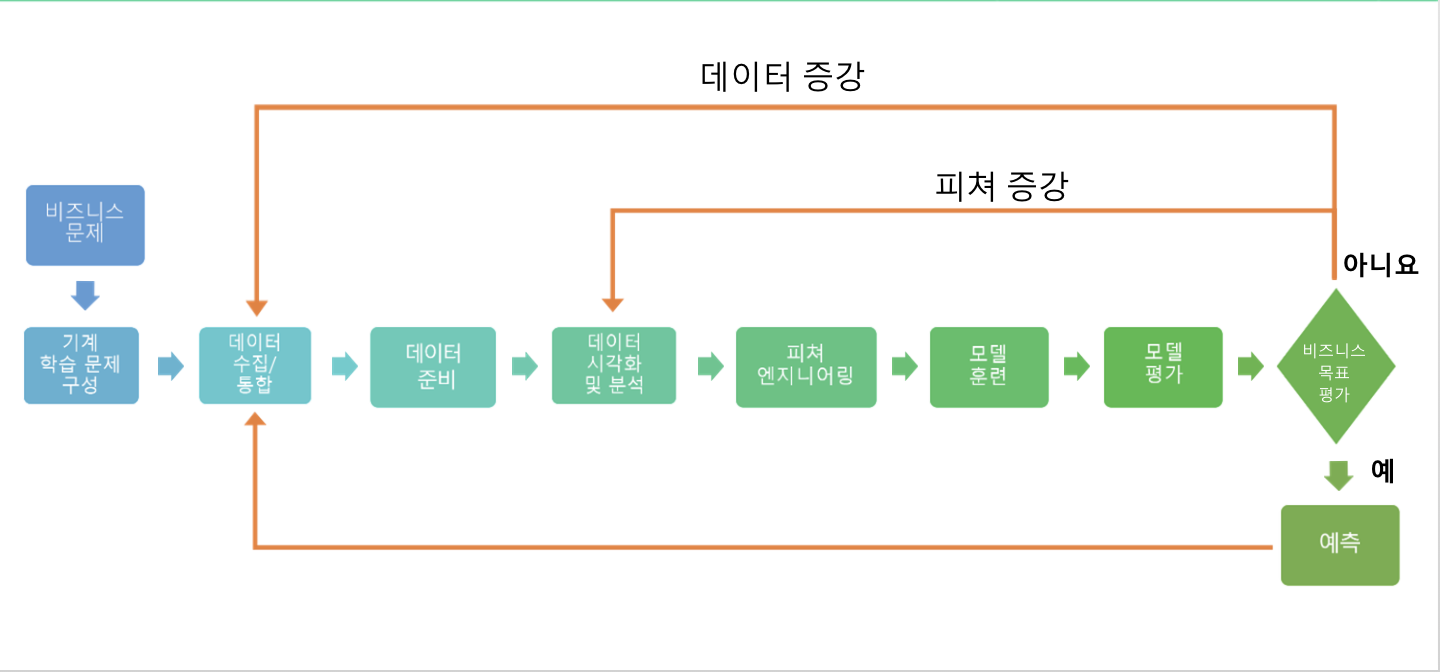 데이터 증강
피쳐 증강
비즈니스
문제
아니요
기계
학습 문제
구성
데이터
수집/
통합
데이터
준비
데이터
시각화
및 분석
피쳐
엔지니어링
모델
훈련
모델
평가
비즈니스
목표
평가
예
예측